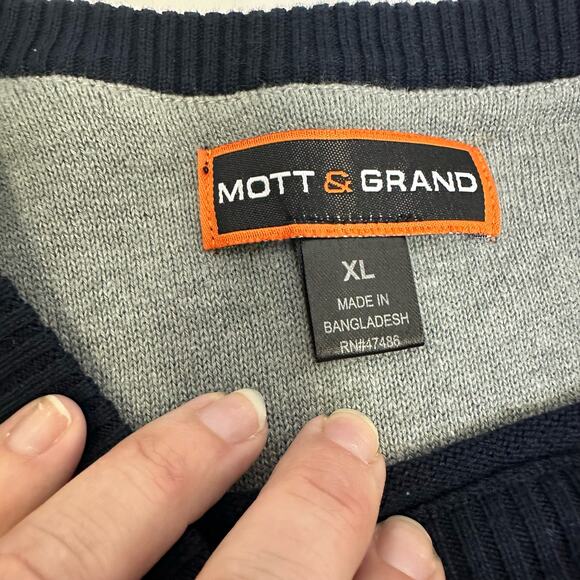 MOTT & GRAND
XL
MADE IN
BANGLADESH
RN#47486